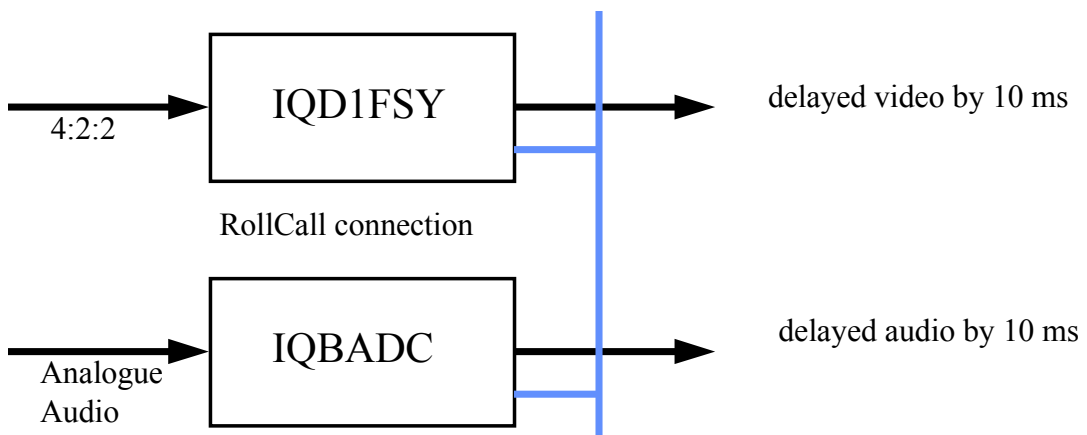 IQD1FSY
4:2:2
delayed video by 10 ms
RollCall connection
IQBADC
Analogue
Audio
delayed audio by 10 ms